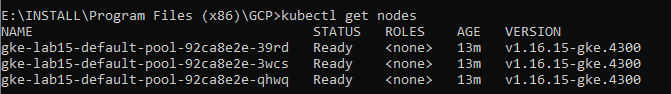 E:\INSTALL\Program Files (x86)\GCP>kubectl get nodes
NAME STATUS ROLES AGE VERSION
gke-lab15-default-pool-92ca8e2e-39rd Ready <none> 13m v1.16.15-gke.4300
gke-lab15-default-pool-92ca8e2e-3wcs Ready <none> 13m v1.16.15-gke.4300
gke-lab15-default-pool-92ca8e2e-qhwq Ready <none> 13m v1.16.15-gke.4300